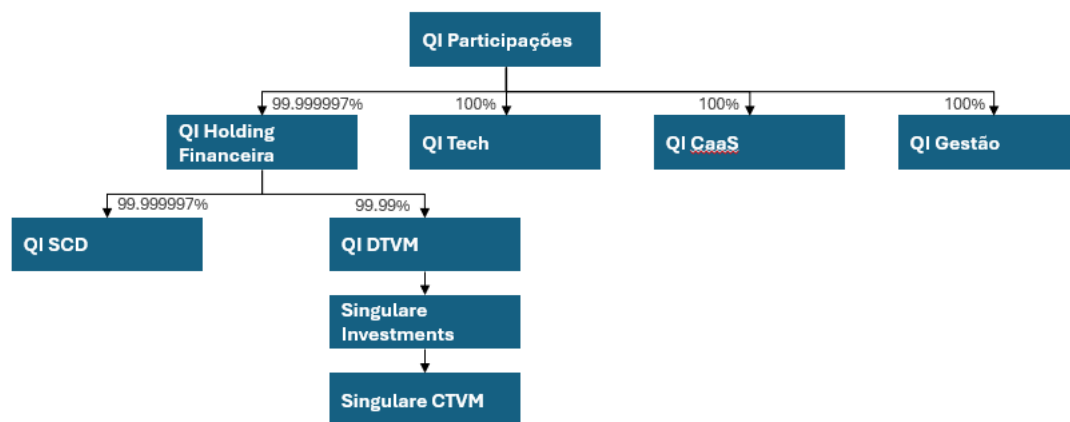 QI Participações
99.999997%
100%
100%
100%
QI Holding
Financeira
QI Tech
QI CaaS
QI Gestão
99.999997%
99.99%
QI SCD
QI DTVM
Singulare
Investments
Singulare CTVM